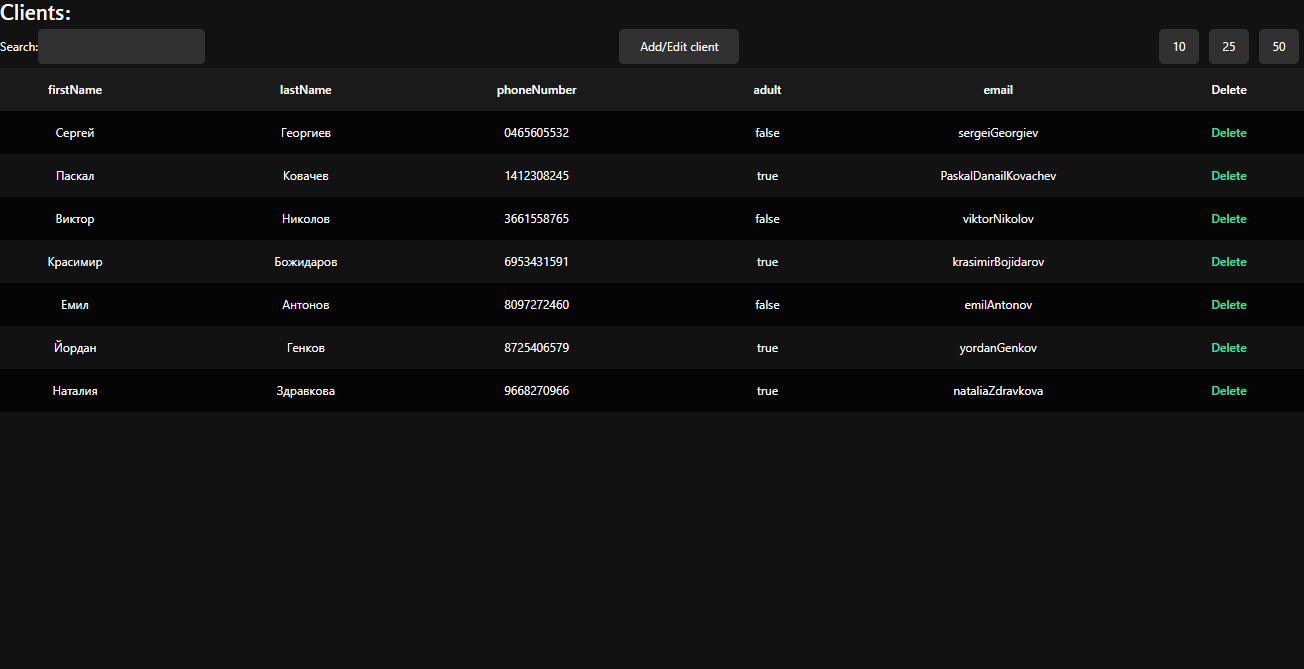 Clients:
Search: Add/Edit client 10 25 50
firstName lastName phoneNumber adult email Delete
Сергей Георгиев 0465605532 false sergeiGeorgiev Delete
Паскал Ковачев 1412308245 true PaskalDanailKovachev Delete
Виктор Николов 3661558765 false viktorNikolov Delete
Красимир Божидаров 6953431591 true krasimirBojidarov Delete
Емил Антонов 8097272460 false emilAntonov Delete
Йордан Генков 8725406579 true yordanGenkov Delete
Наталия Здравкова 9668270966 true nataliaZdravkova Delete